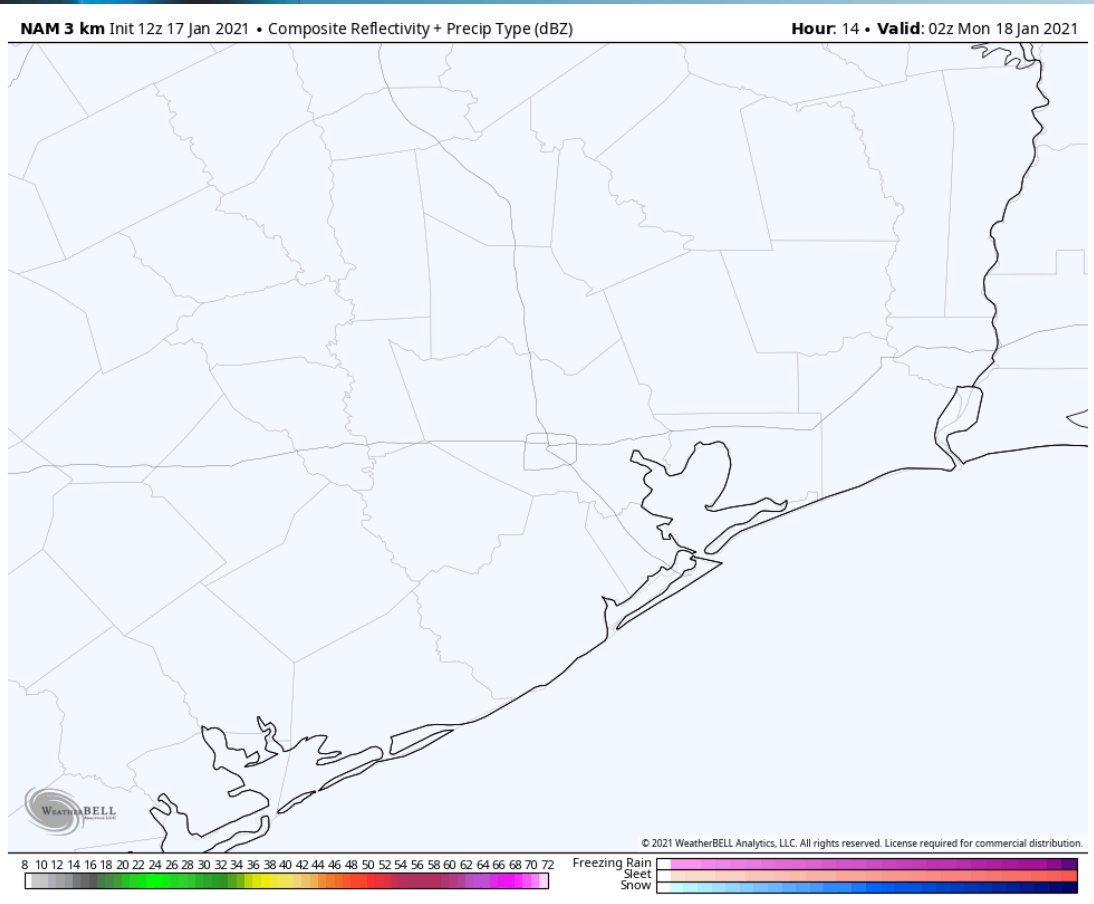 NAM 3 km Init 12z 17 Jan 2021 • Composite Reflectivity + Precip Type (dBZ) Hour: 14 • Valid: 02z Mon 18 Jan 2021
WEATHERBELL
© 2021 WeatherBELL Analytics, LLC. All rights reserved. License required for commercial distribution.
8 10 12 14 16 18 20 22 24 26 28 30 32 34 36 38 40 42 44 46 48 50 52 54 56 58 60 62 64 66 68 70 72
Freezing Rain
Sleet
Snow